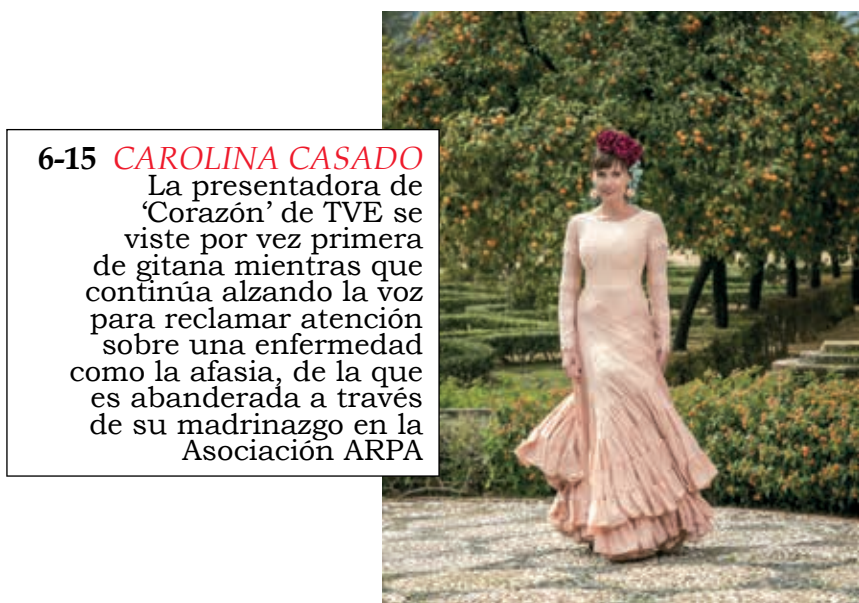 6-15 CAROLINA CASADO
La presentadora de
‘Corazón’ de TVE se
viste por vez primera
de gitana mientras que
continúa alzando la voz
para reclamar atención
sobre una enfermedad
como la afasia, de la que
es abanderada a través
de su madrinazgo en la
Asociación ARPA